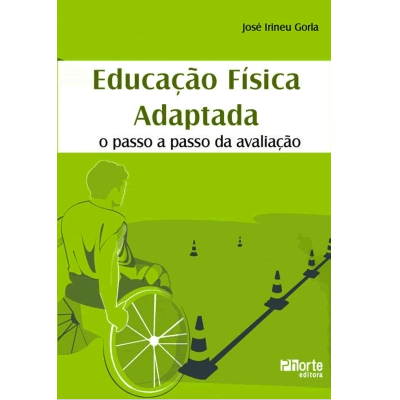 José Irineu Gorla
Educação Física
Adaptada
o passo a passo da avaliação
Phorte
editora